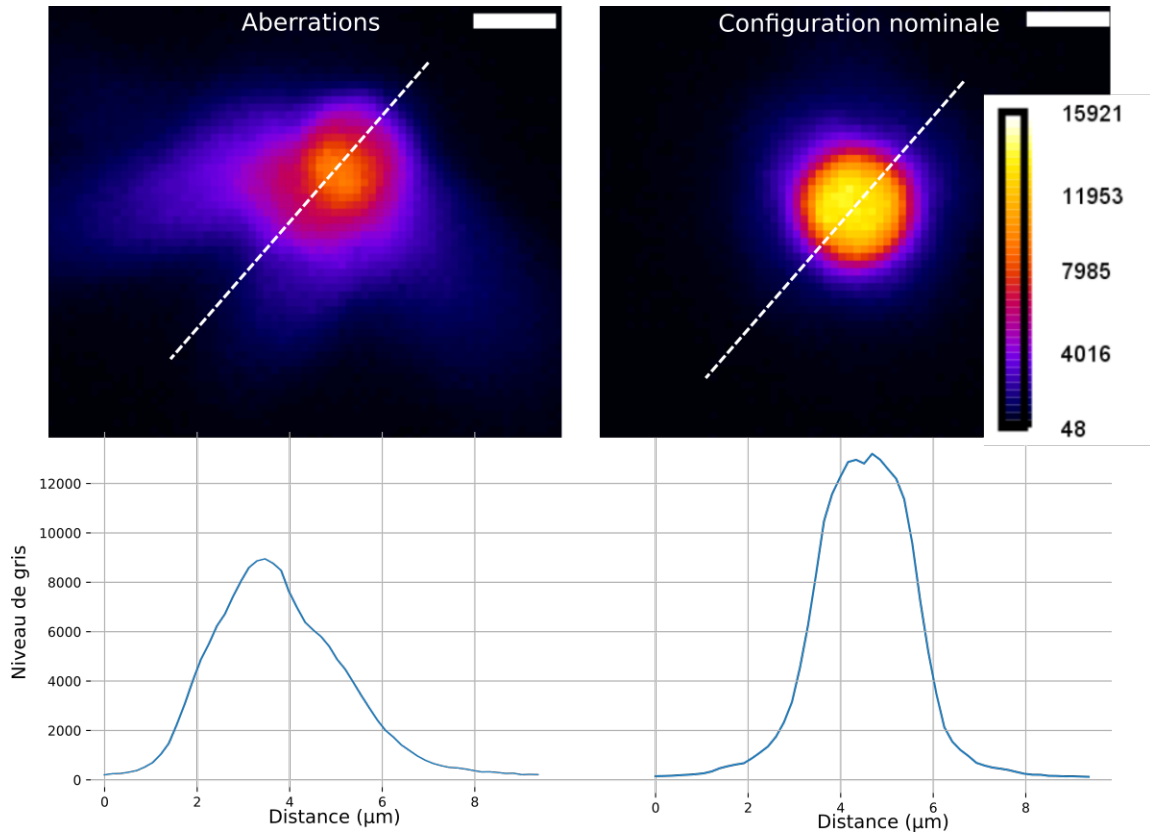 Aberrations
Configuration nominale
15921
11953
7985
4016
48
Niveau de gris
12000
10000
8000
6000
4000
2000
0
0 2 4 6 8
Distance (µm)
0 2 4 6 8
Distance (µm)